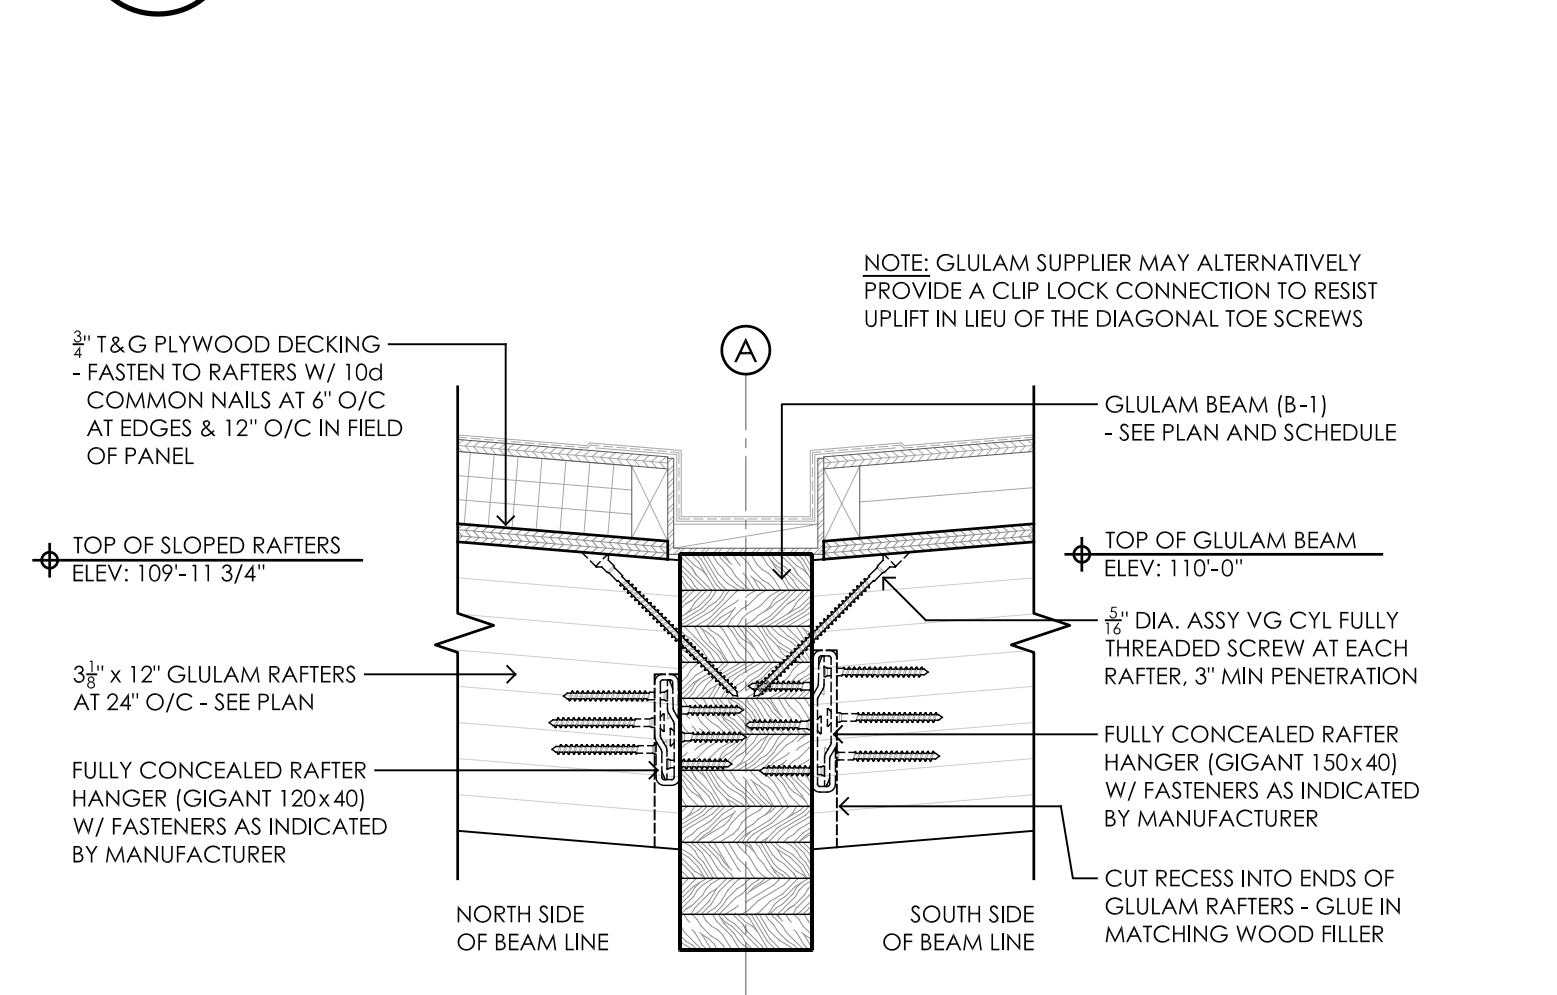 NOTE: GLULAM SUPPLIER MAY ALTERNATIVELY
PROVIDE A CLIP LOCK CONNECTION TO RESIST
UPLIFT IN LIEU OF THE DIAGONAL TOE SCREWS
A
3/4" T&G PLYWOOD DECKING
- FASTEN TO RAFTERS W/ 10d
COMMON NAILS AT 6" O/C
AT EDGES & 12" O/C IN FIELD
OF PANEL
TOP OF SLOPED RAFTERS
ELEV: 109'-11 3/4"
3 1/8" x 12" GLULAM RAFTERS
AT 24" O/C - SEE PLAN
FULLY CONCEALED RAFTER
HANGER (GIGANT 120x40)
W/ FASTENERS AS INDICATED
BY MANUFACTURER
GLULAM BEAM (B-1)
- SEE PLAN AND SCHEDULE
TOP OF GLULAM BEAM
ELEV: 110'-0"
5/16" DIA. ASSY VG CYL FULLY
THREADED SCREW AT EACH
RAFTER, 3" MIN PENETRATION
FULLY CONCEALED RAFTER
HANGER (GIGANT 150x40)
W/ FASTENERS AS INDICATED
BY MANUFACTURER
CUT RECESS INTO ENDS OF
GLULAM RAFTERS - GLUE IN
MATCHING WOOD FILLER
NORTH SIDE
OF BEAM LINE
SOUTH SIDE
OF BEAM LINE